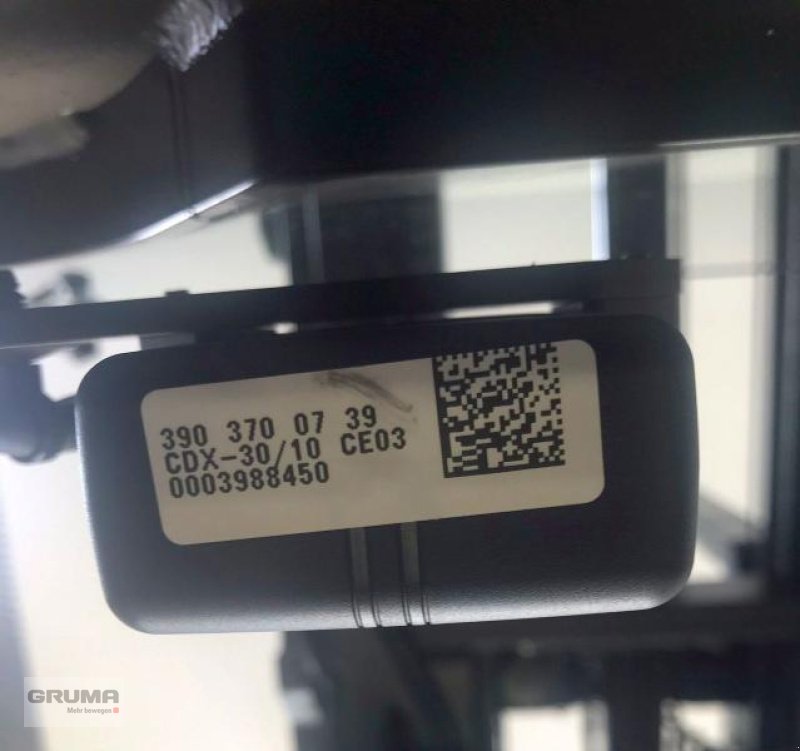 390 370 07 39
CDX-30/10 CE03
0003988450
GRUMA
Mehr bewegen